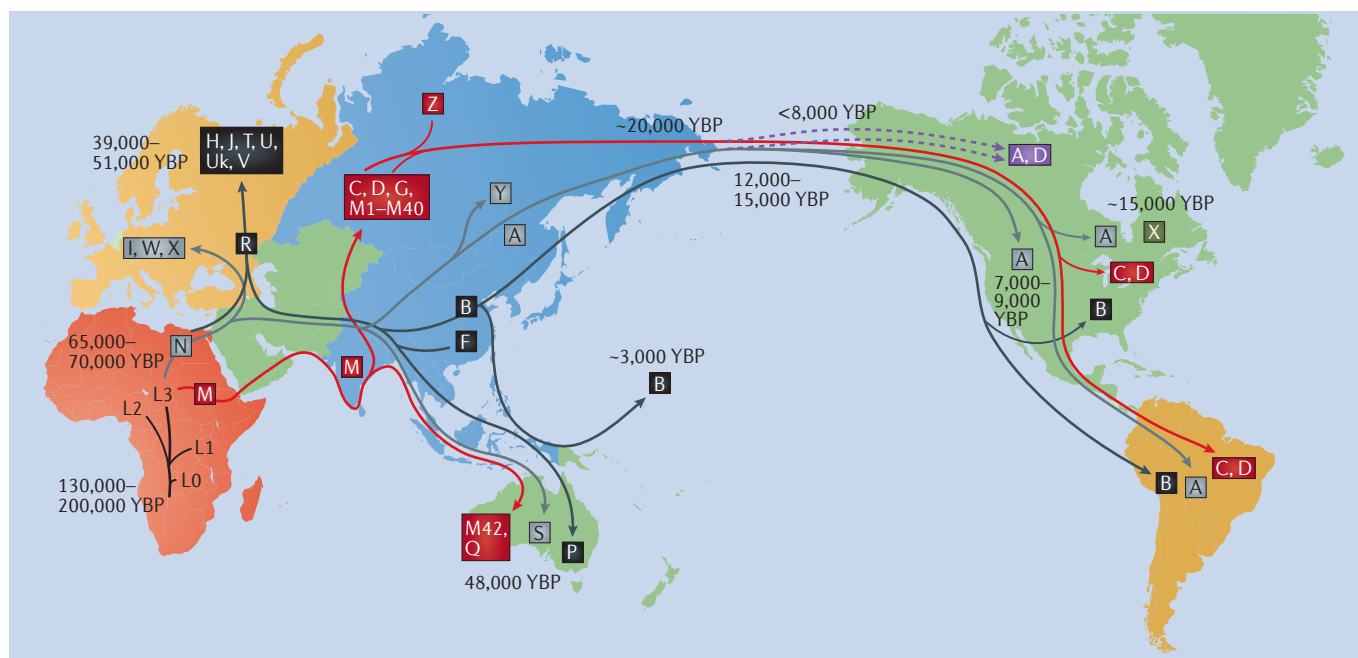 Z
~20,000 YBP
<8,000 YBP
39,000–
51,000 YBP
H, J, T, U,
Uk, V
A, D
C, D, G,
M1–M40
Y
12,000–
15,000 YBP
~15,000 YBP
I, W, X
R
A
A
X
A
7,000–
9,000
YBP
C, D
B
B
F
65,000–
70,000 YBP
N
~3,000 YBP
M
B
M
L3
L2
L1
L0
130,000–
200,000 YBP
C, D
B
A
M42,
Q
S
P
48,000 YBP